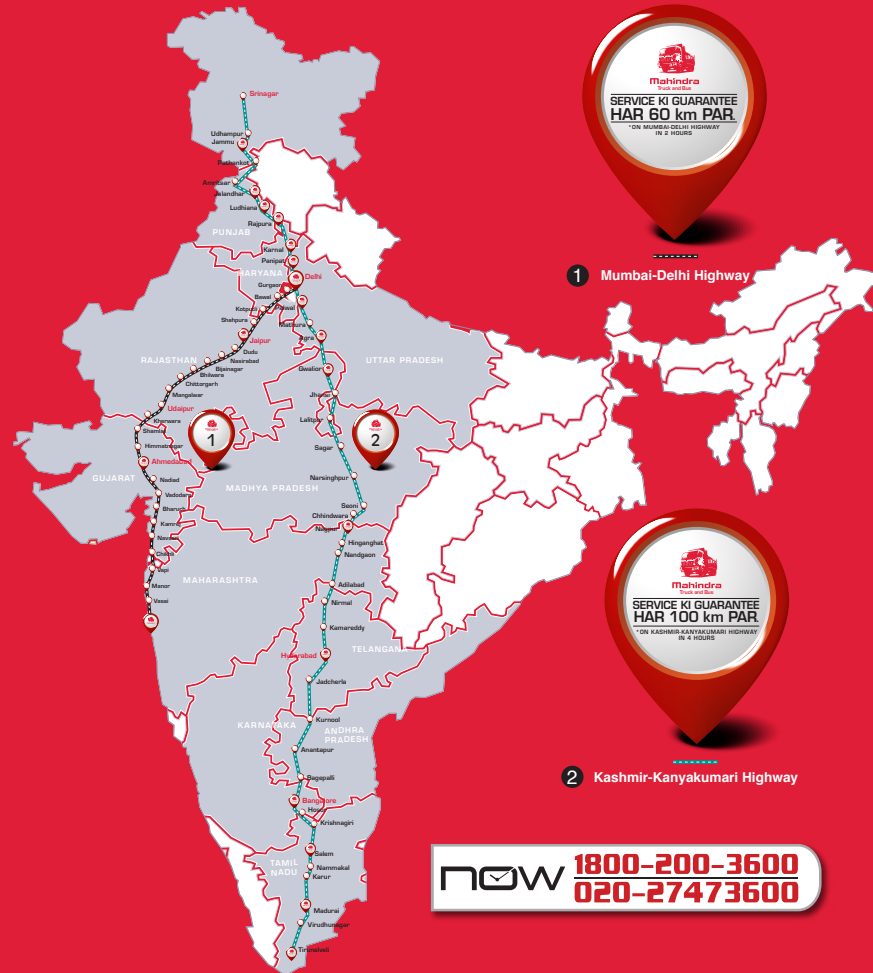 Srinagar
Udhampur
Jammu
Pathankot
Amritsar
Jalandhar
Ludhiana
Rajpura
PUNJAB
Karnal
Panipat
HARYANA
Delhi
Gurgaon
Bawal
Palwal
Kotputli
Shahpura
Mathura
Agra
Jaipur
Dudu
Nasirabad
Bijainagar
RAJASTHAN
UTTAR PRADESH
Bhilwara
Gwalior
Chittorgarh
Mangalwar
Jhansi
Udaipur
Kherwara
Lalitpur
Shamlaji
1
2
Himmatnagar
Sagar
Ahmedabad
GUJARAT
Nadiad
Narsinghpur
MADHYA PRADESH
Vadodara
Bharuch
Seoni
Chhindwara
Kamrej
Nagpur
Navsari
Hinganghat
Nandgaon
Vapi
MAHARASHTRA
Manor
Adilabad
Vasai
Nirmal
Kamareddy
TELANGANA
Hyderabad
Jadcherla
KARNATAKA
Kurnool
ANDHRA
PRADESH
Anantapur
Bagepalli
Bangalore
Hosur
Krishnagiri
Salem
TAMIL
NADU
Nammakal
Karur
Madurai
Virudhunagar
Tirunelveli
Mahindra
Truck and Bus
SERVICE KI GUARANTEE
HAR 60 km PAR.
*ON MUMBAI-DELHI HIGHWAY
IN 2 HOURS
1 Mumbai-Delhi Highway
Mahindra
Truck and Bus
SERVICE KI GUARANTEE
HAR 100 km PAR.
*ON KASHMIR-KANYAKUMARI HIGHWAY
IN 4 HOURS
2 Kashmir-Kanyakumari Highway
NOW
1800-200-3600
020-27473600